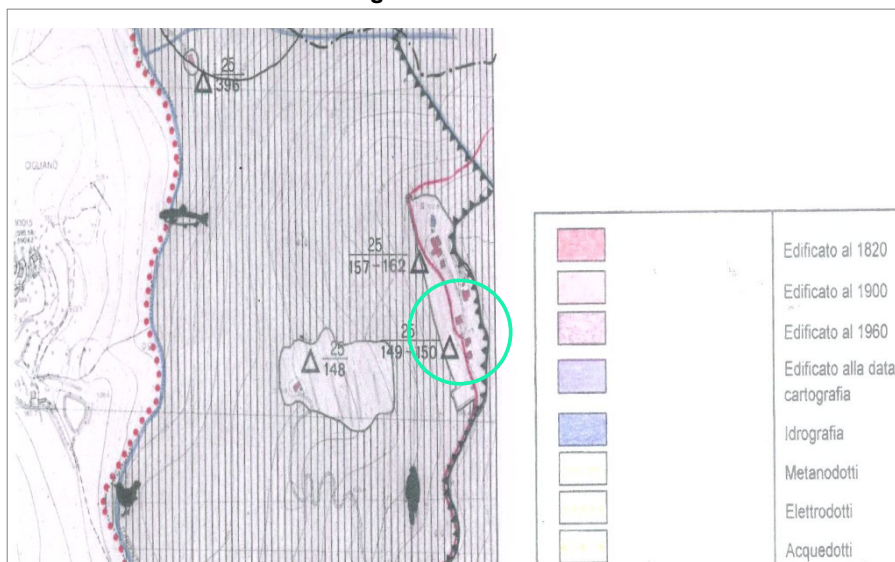 25
396
CIGLIANO
25
157-162
25
149-150
25
148
Edificato al 1820
Edificato al 1900
Edificato al 1960
Edificato alla data
cartografia
Idrografia
Metanodotti
Elettrodotti
Acquedotti